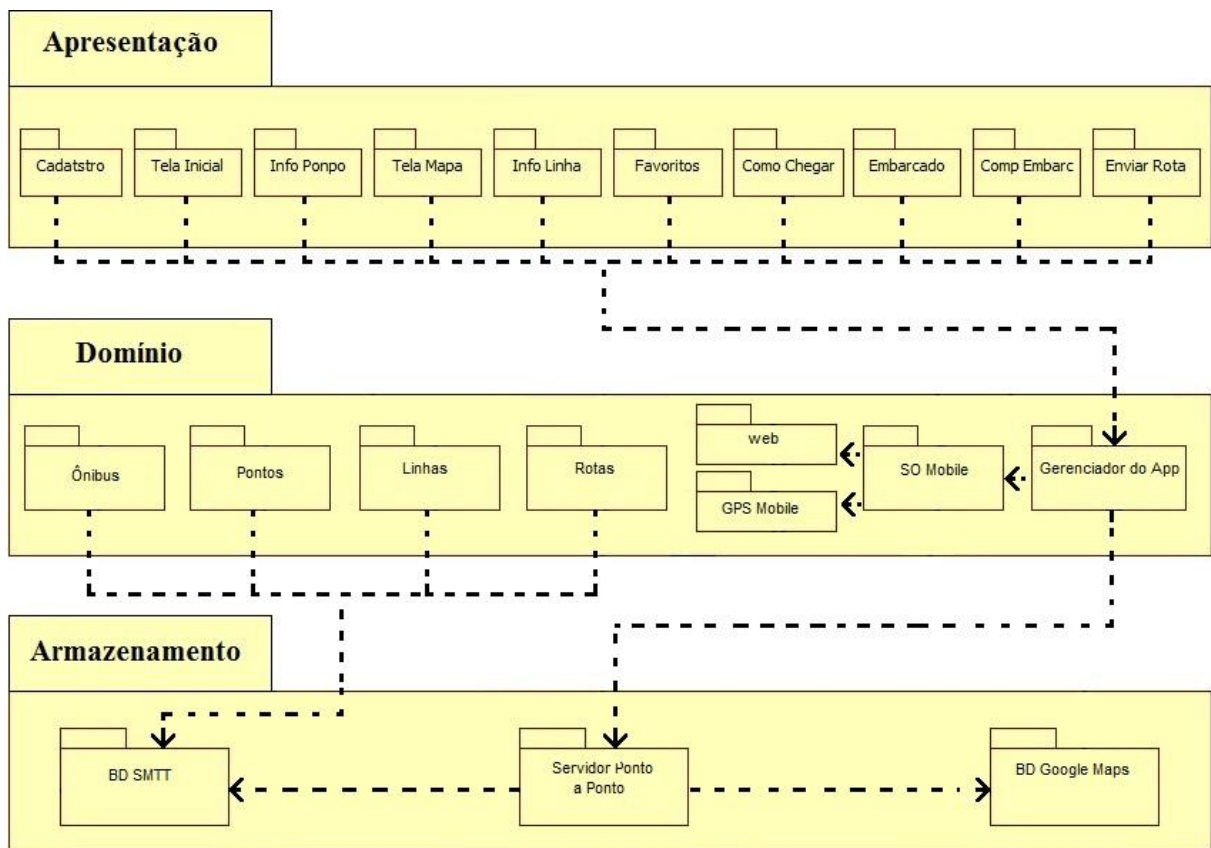 Apresentação
Cadatstro
Tela Inicial
Info Ponpo
Tela Mapa
Info Linha
Favoritos
Como Chegar
Embarcado
Comp Embarc
Enviar Rota
Domínio
Ônibus
Pontos
Linhas
Rotas
web
GPS Mobile
SO Mobile
Gerenciador do App
Armazenamento
BD SMTT
Servidor Ponto
a Ponto
BD Google Maps